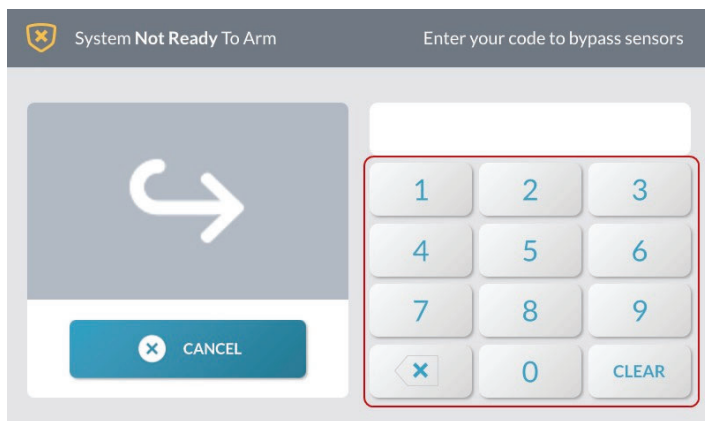 System Not Ready To Arm
Enter your code to bypass sensors
1 2 3
4 5 6
7 8 9
0 CLEAR
CANCEL